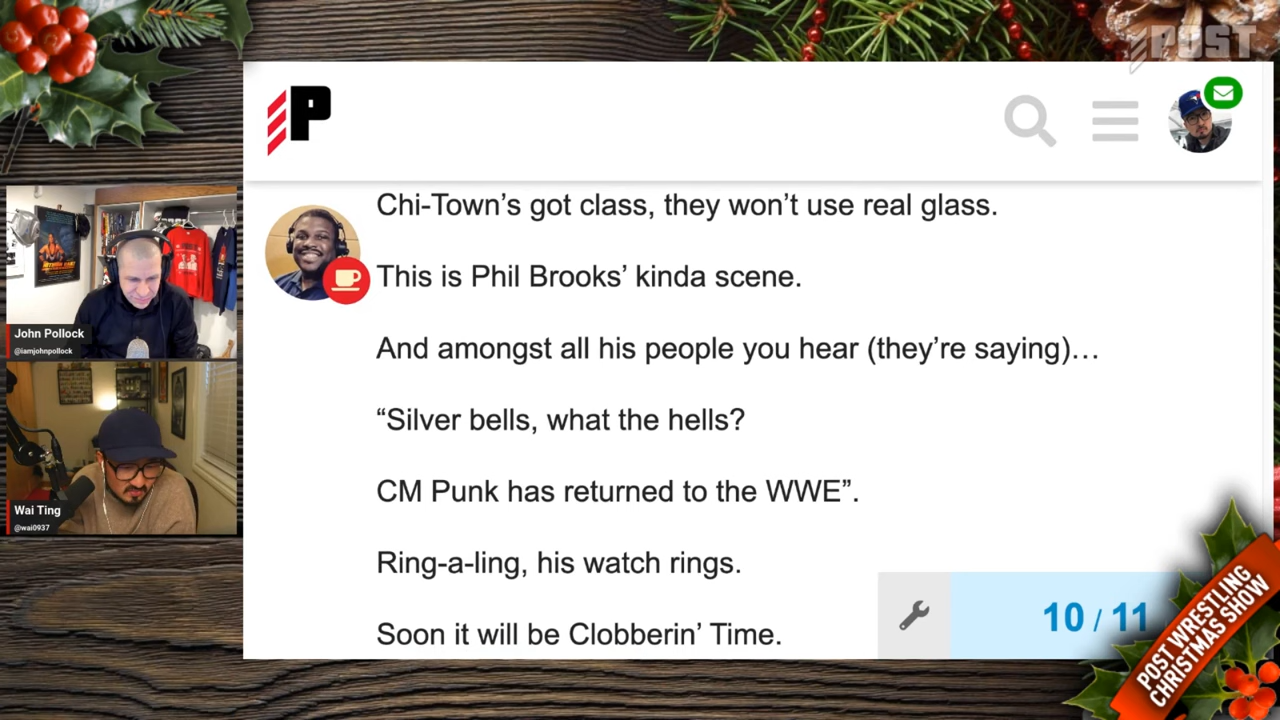 POST
P
Chi-Town’s got class, they won’t use real glass.
This is Phil Brooks’ kinda scene.
And amongst all his people you hear (they’re saying)…
“Silver bells, what the hells?
CM Punk has returned to the WWE”.
Ring-a-ling, his watch rings.
Soon it will be Clobberin’ Time.
10 / 11
John Pollock
@iamjohnpollock
Wai Ting
@wai0937
POST WRESTLING
CHRISTMAS SHOW